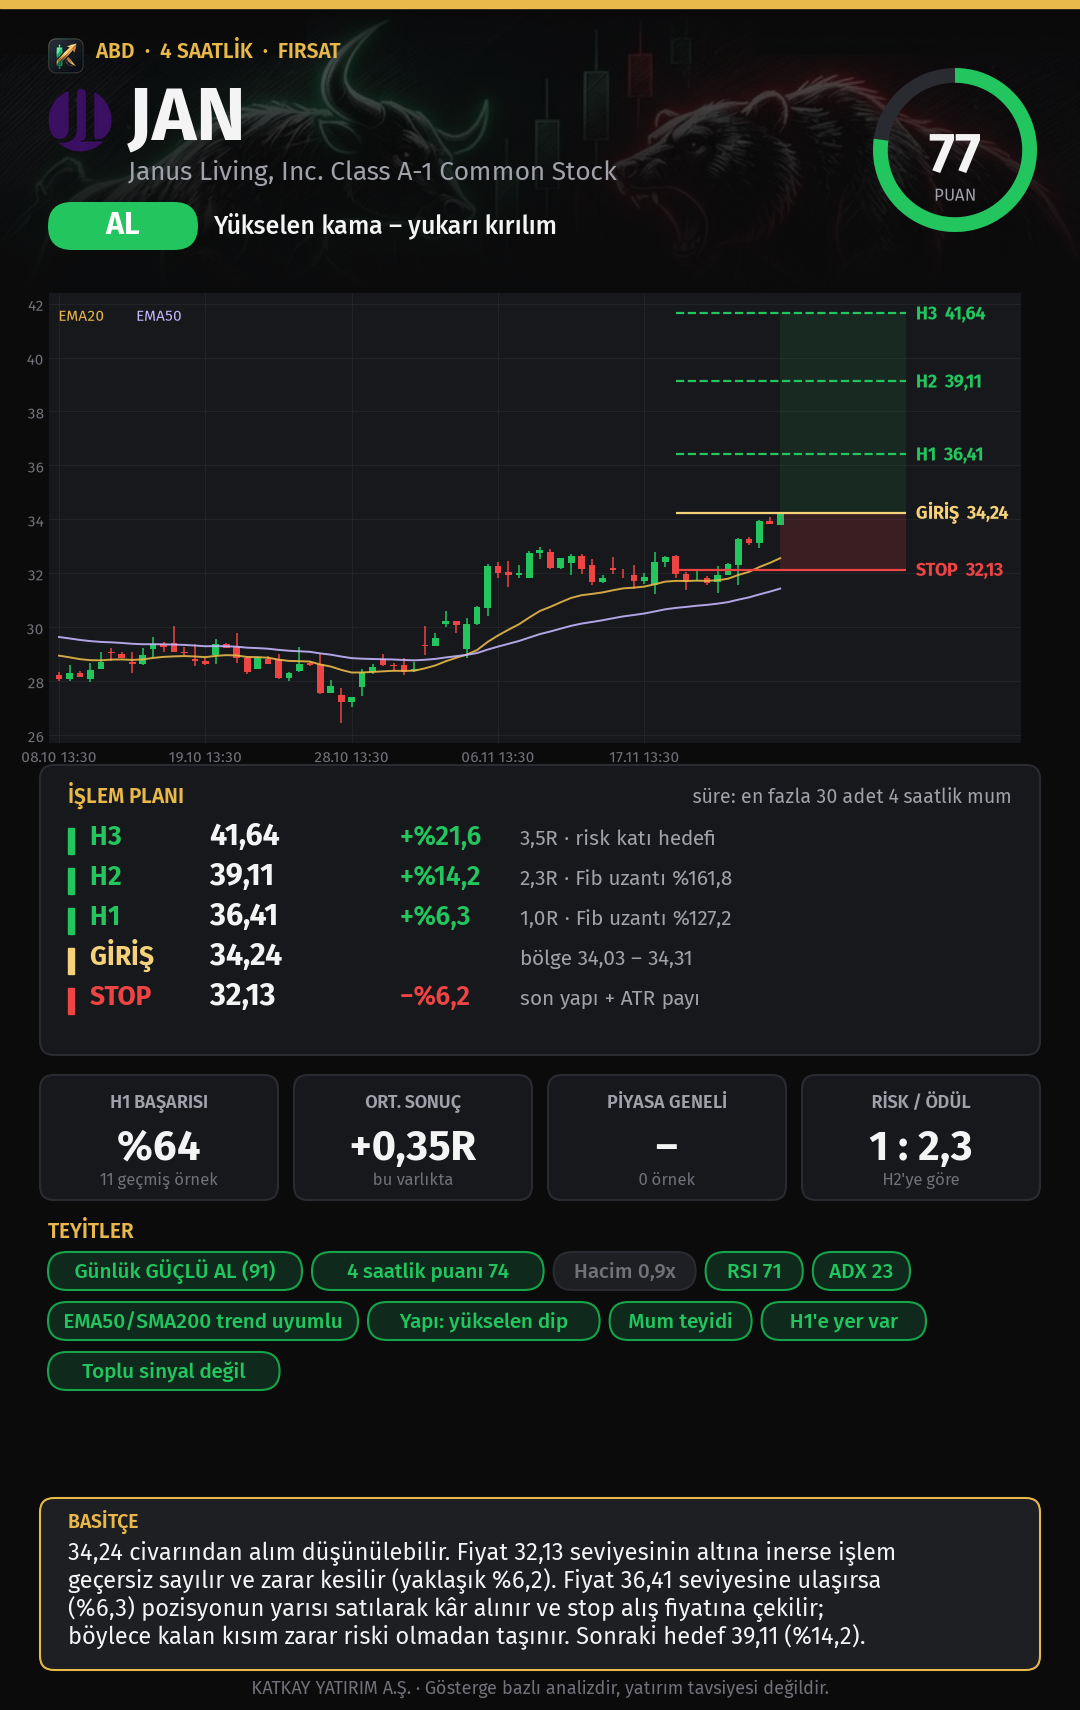 ABD · 4 SAATLİK · FIRSAT
JAN
Janus Living, Inc. Class A-1 Common Stock
77
PUAN
AL
Yükselen kama – yukarı kırılım
EMA20 EMA50
42
40
38
36
34
32
30
28
26
H3 41,64
H2 39,11
H1 36,41
GİRİŞ 34,24
STOP 32,13
08.10 13:30 19.10 13:30 28.10 13:30 06.11 13:30 17.11 13:30
İŞLEM PLANI süre: en fazla 30 adet 4 saatlik mum
H3 41,64 +%21,6 3,5R · risk katı hedefi
H2 39,11 +%14,2 2,3R · Fib uzantı %161,8
H1 36,41 +%6,3 1,0R · Fib uzantı %127,2
GİRİŞ 34,24 bölge 34,03 – 34,31
STOP 32,13 −%6,2 son yapı + ATR payı
H1 BAŞARISI
%64
11 geçmiş örnek
ORT. SONUÇ
+0,35R
bu varlıkta
PİYASA GENELİ
–
0 örnek
RİSK / ÖDÜL
1 : 2,3
H2'ye göre
TEYİTLER
Günlük GÜÇLÜ AL (91) 4 saatlik puanı 74 Hacim 0,9x RSI 71 ADX 23
EMA50/SMA200 trend uyumlu Yapı: yükselen dip Mum teyidi H1'e yer var
Toplu sinyal değil
BASİTÇE
34,24 civarından alım düşünülebilir. Fiyat 32,13 seviyesinin altına inerse işlem
geçersiz sayılır ve zarar kesilir (yaklaşık %6,2). Fiyat 36,41 seviyesine ulaşırsa
(%6,3) pozisyonun yarısı satılarak kâr alınır ve stop alış fiyatına çekilir;
böylece kalan kısım zarar riski olmadan taşınır. Sonraki hedef 39,11 (%14,2).
KATKAY YATIRIM A.Ş. · Gösterge bazlı analizdir, yatırım tavsiyesi değildir.